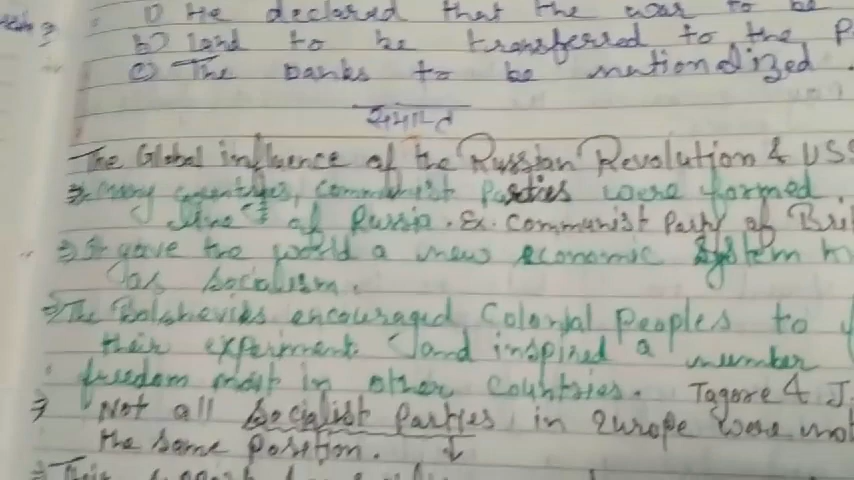 a) He declared that the war to be
b) Land to be transferred to the P
c) The banks to be nationalized.
समाप्त
The Global influence of the Russian Revolution & USS
⇒ many countries, communist parties were formed
line of Russia. Ex. Communist Party of Bri
⇒ It gave the world a new economic system
as socialism.
⇒ The Bolsheviks encouraged Colonial Peoples to
their experiment and inspired a number
freedom mov't in other countries. Tagore & J.
⇒ Not all Socialist Parties in Europe were
the same position. ↓